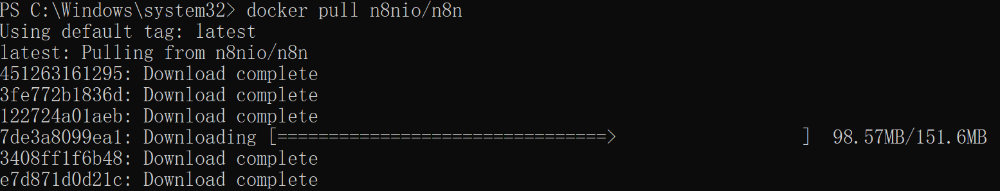 PS C:\Windows\system32> docker pull n8nio/n8n
Using default tag: latest
latest: Pulling from n8nio/n8n
451263161295: Download complete
3fe772b1836d: Download complete
122724a01aeb: Download complete
7de3a8099ea1: Downloading [================================>                  ]  98.57MB/151.6MB
3408ff1f6b48: Download complete
e7d871d0d21c: Download complete